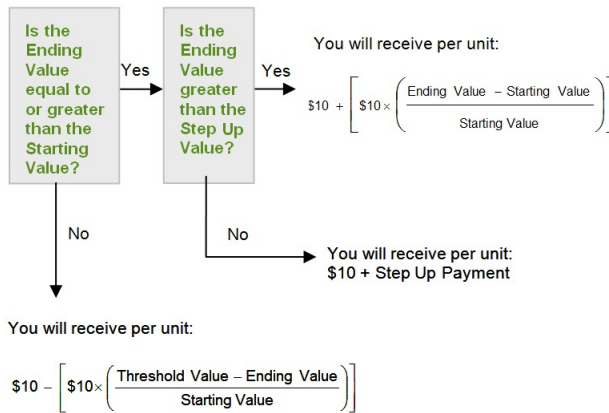 Is the
Ending
Value
equal to
or greater
than the
Starting
Value?
Yes
Is the
Ending
Value
greater
than the
Step Up
Value?
Yes
You will receive per unit:
$10 + [ $10 × ( Ending Value – Starting Value
Starting Value ) ]
No
No
You will receive per unit:
$10 + Step Up Payment
You will receive per unit:
$10 – [ $10× ( Threshold Value – Ending Value
Starting Value ) ]